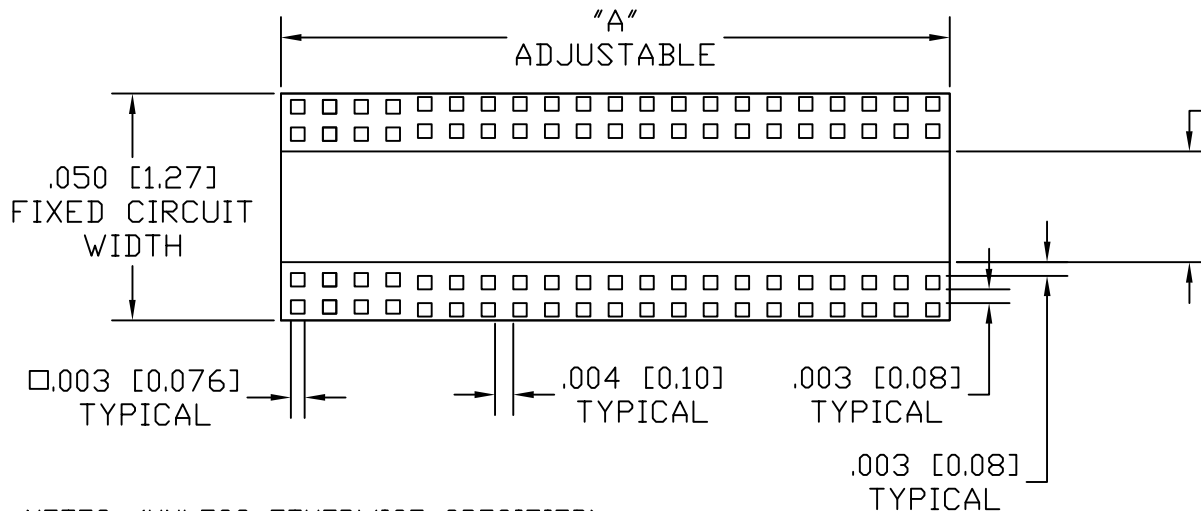 "A"
ADJUSTABLE
.050 [1.27]
FIXED CIRCUIT
WIDTH
□.003 [0.076]
TYPICAL
.004 [0.10]
TYPICAL
.003 [0.08]
TYPICAL
.003 [0.08]
TYPICAL